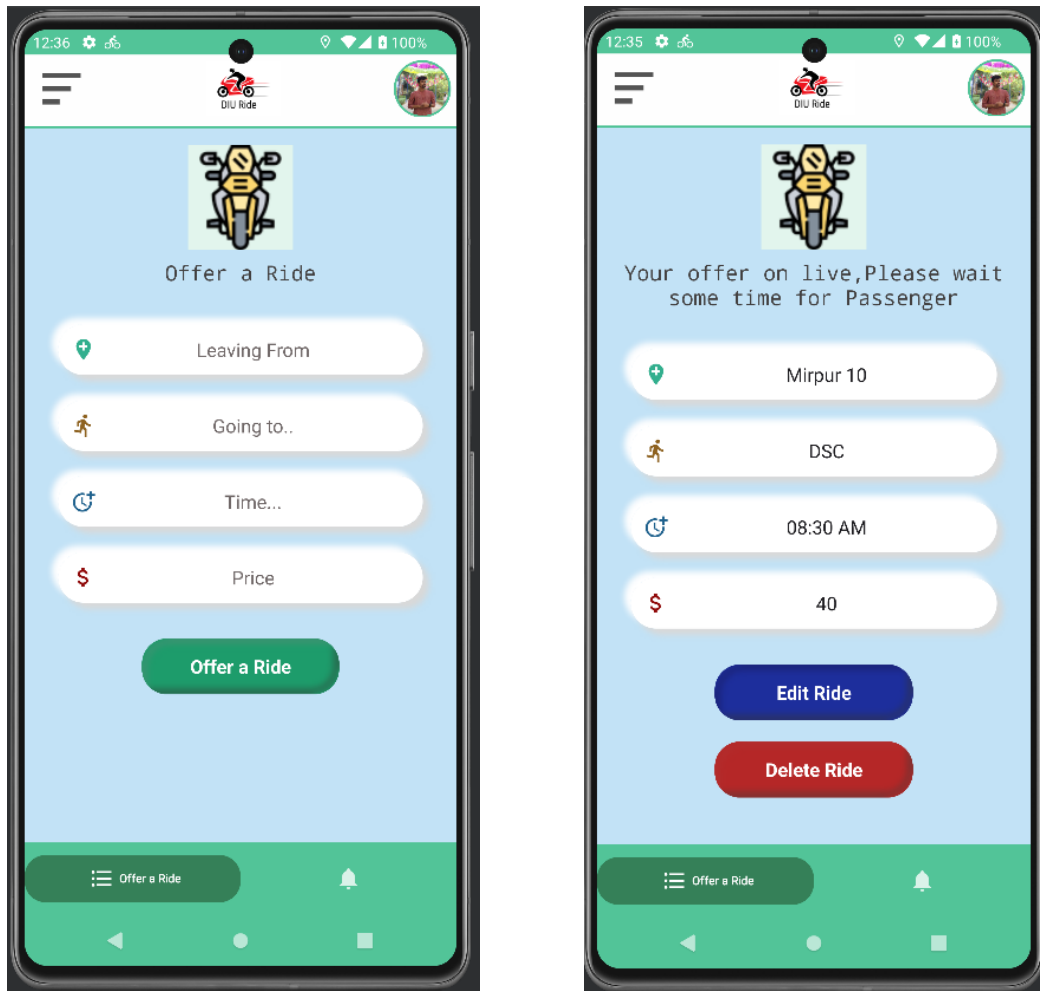 12:36 100%
DIU Ride
Offer a Ride
Leaving From
Going to..
Time...
Price
Offer a Ride
Offer a Ride
12:35 100%
DIU Ride
Your offer on live,Please wait
some time for Passenger
Mirpur 10
DSC
08:30 AM
40
Edit Ride
Delete Ride
Offer a Ride